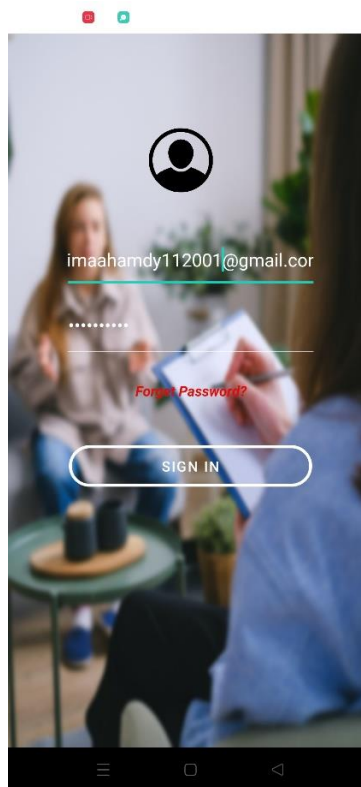 imaahamdy112001@gmail.cor
••••••••••
Forget Password?
SIGN IN